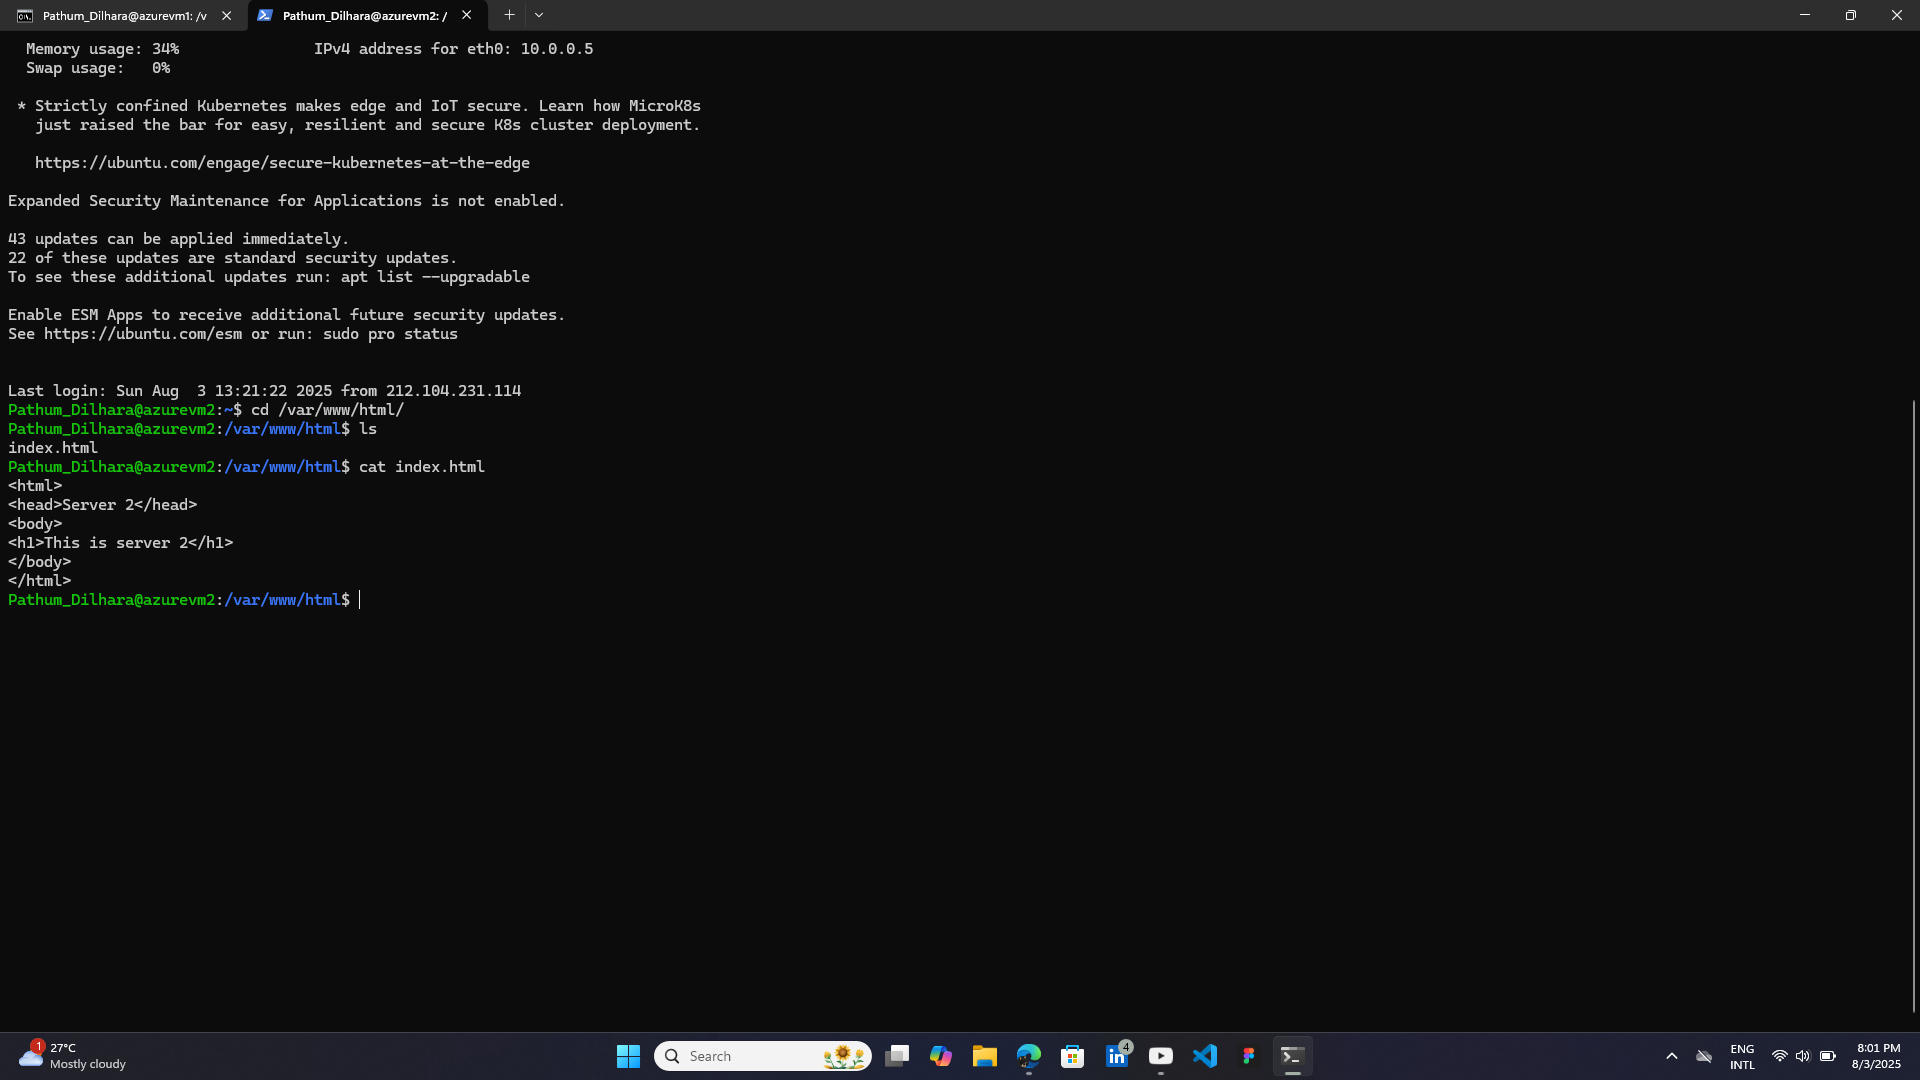 Pathum_Dilhara@azurevm1: /v
Pathum_Dilhara@azurevm2: /
Memory usage: 34% IPv4 address for eth0: 10.0.0.5
Swap usage: 0%
* Strictly confined Kubernetes makes edge and IoT secure. Learn how MicroK8s
just raised the bar for easy, resilient and secure K8s cluster deployment.
https://ubuntu.com/engage/secure-kubernetes-at-the-edge
Expanded Security Maintenance for Applications is not enabled.
43 updates can be applied immediately.
22 of these updates are standard security updates.
To see these additional updates run: apt list --upgradable
Enable ESM Apps to receive additional future security updates.
See https://ubuntu.com/esm or run: sudo pro status
Last login: Sun Aug  3 13:21:22 2025 from 212.104.231.114
Pathum_Dilhara@azurevm2:~$ cd /var/www/html/
Pathum_Dilhara@azurevm2:/var/www/html$ ls
index.html
Pathum_Dilhara@azurevm2:/var/www/html$ cat index.html
<html>
<head>Server 2</head>
<body>
<h1>This is server 2</h1>
</body>
</html>
Pathum_Dilhara@azurevm2:/var/www/html$
1
27°C
Mostly cloudy
Search
4
ENG
INTL
8:01 PM
8/3/2025